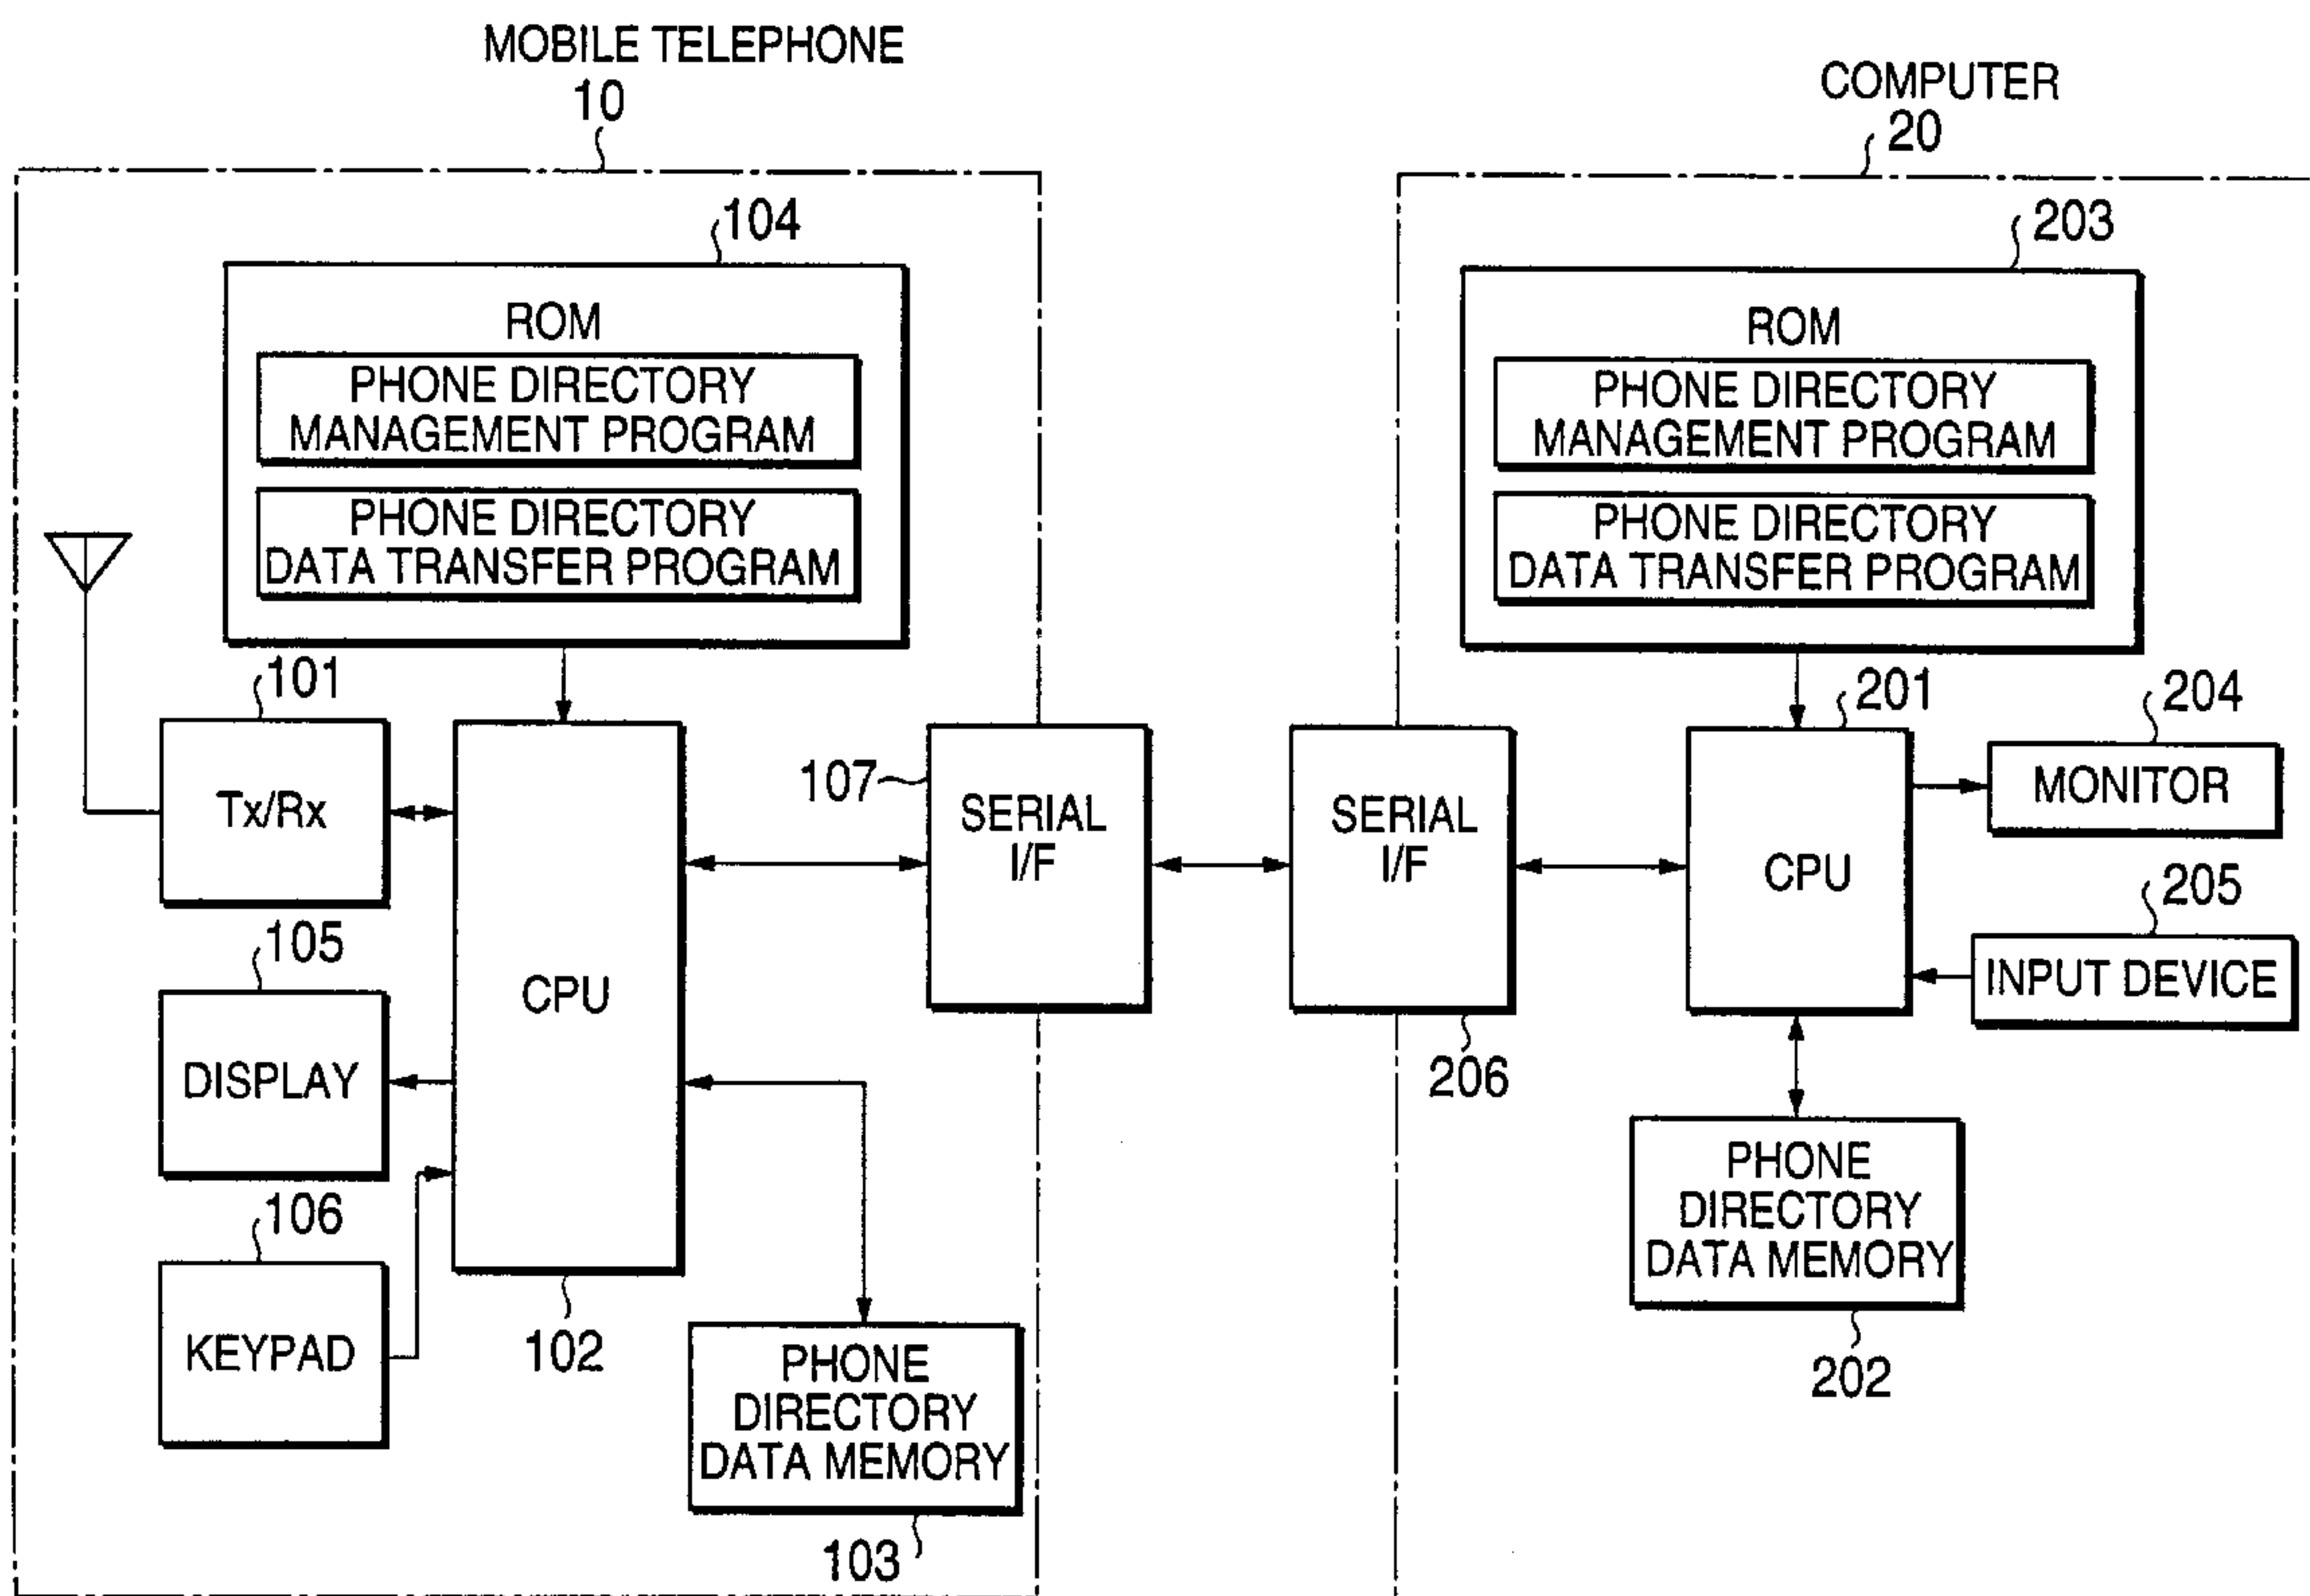 MOBILE TELEPHONE
10
COMPUTER
20
104
ROM
PHONE DIRECTORY
MANAGEMENT PROGRAM
PHONE DIRECTORY
DATA TRANSFER PROGRAM
203
ROM
PHONE DIRECTORY
MANAGEMENT PROGRAM
PHONE DIRECTORY
DATA TRANSFER PROGRAM
101
Tx/Rx
105
DISPLAY
106
KEYPAD
CPU
102
107
SERIAL
I/F
PHONE
DIRECTORY
DATA MEMORY
103
SERIAL
I/F
206
201
CPU
204
MONITOR
205
INPUT DEVICE
PHONE
DIRECTORY
DATA MEMORY
202